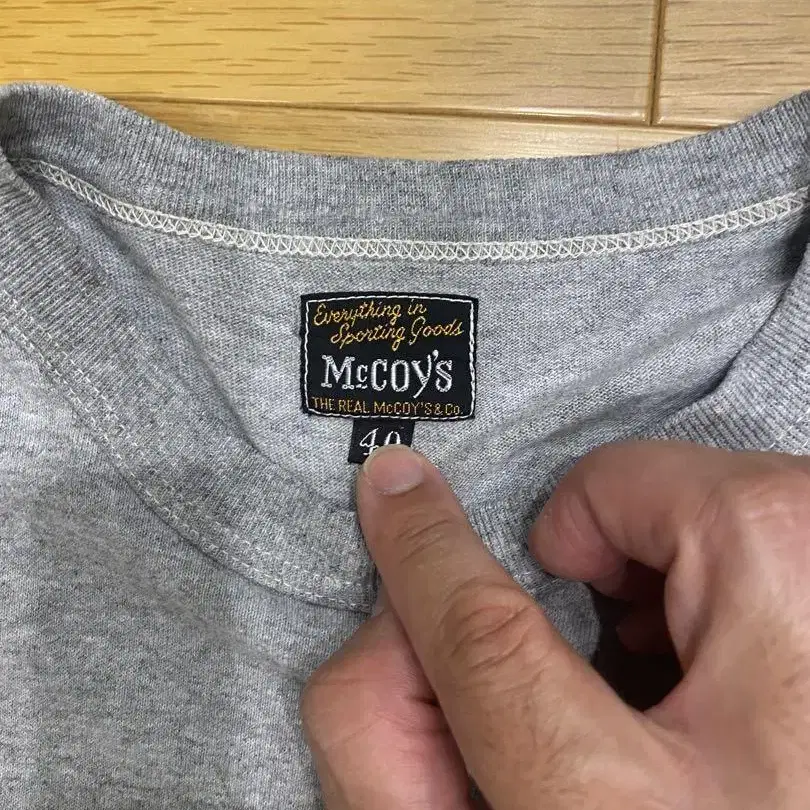 Everything in
Sporting Goods
McCOY'S
THE REAL McCOY'S & Co.
40